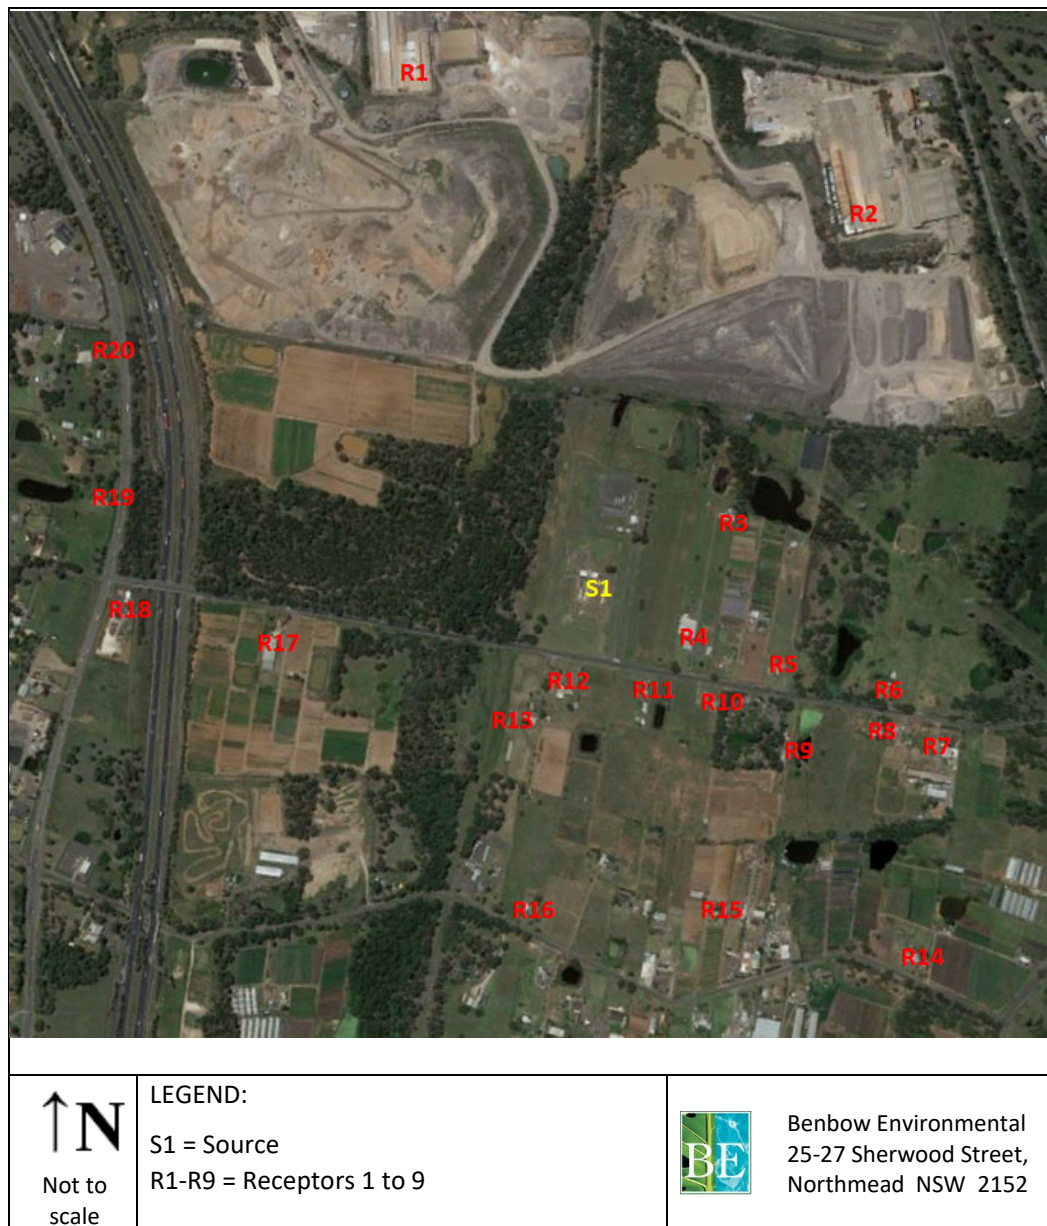 R1
R2
R20
R19
R3
S1
R18
R4
R17
R5
R12
R11
R6
R10
R13
R8
R7
R9
R16
R15
R14
↑N
Not to
scale
LEGEND:
S1 = Source
R1-R9 = Receptors 1 to 9
BE
Benbow Environmental
25-27 Sherwood Street,
Northmead NSW 2152